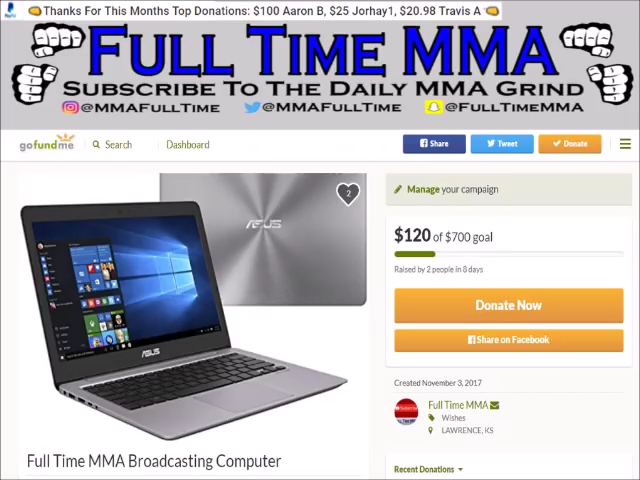 Thanks For This Months Top Donations: $100 Aaron B, $25 Jorhay1, $20.98 Travis A
FULL TIME MMA
SUBSCRIBE TO THE DAILY MMA GRIND
@MMAFULLTIME @MMAFULLTIME @FULLTIMEMMA
gofundme Search Dashboard Share Tweet Donate
2
ASUS
Manage your campaign
$120 of $700 goal
Raised by 2 people in 8 days
Donate Now
Share on Facebook
ASUS
Created November 3, 2017
Full Time MMA
Wishes
LAWRENCE, KS
Full Time MMA Broadcasting Computer
Recent Donations